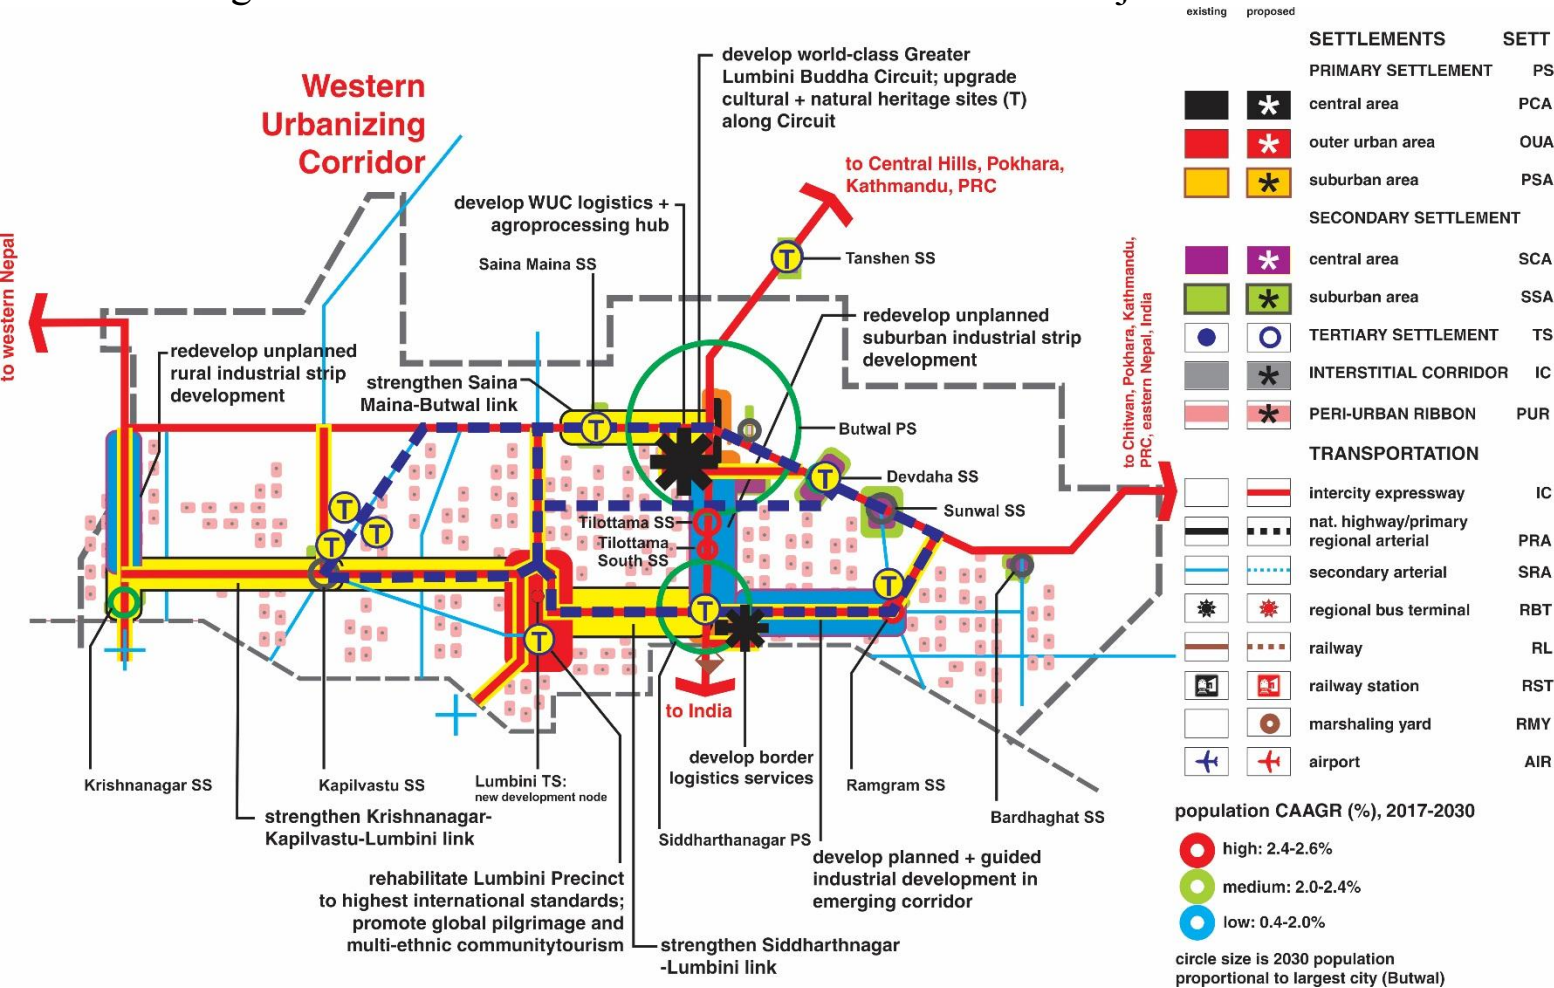 existing proposed
SETTLEMENTS SETT
PRIMARY SETTLEMENT PS
central area PCA
outer urban area OUA
suburban area PSA
SECONDARY SETTLEMENT
central area SCA
suburban area SSA
TERTIARY SETTLEMENT TS
INTERSTITIAL CORRIDOR IC
PERI-URBAN RIBBON PUR
TRANSPORTATION
intercity expressway IC
nat. highway/primary
regional arterial PRA
secondary arterial SRA
regional bus terminal RBT
railway RL
railway station RST
marshaling yard RMY
airport AIR
population CAAGR (%), 2017-2030
high: 2.4-2.6%
medium: 2.0-2.4%
low: 0.4-2.0%
circle size is 2030 population
proportional to largest city (Butwal)
Western
Urbanizing
Corridor
develop world-class Greater
Lumbini Buddha Circuit; upgrade
cultural + natural heritage sites (T)
along Circuit
to Central Hills, Pokhara,
Kathmandu, PRC
develop WUC logistics +
agroprocessing hub
Saina Maina SS
T
Tanshen SS
to western Nepal
to Chitwan, Pokhara, Kathmandu,
PRC, eastern Nepal, India
redevelop unplanned
suburban industrial strip
development
redevelop unplanned
rural industrial strip
development
strengthen Saina
Maina-Butwal link
T
Butwal PS
T
Devdaha SS
T
Sunwal SS
Tilottama SS
T
T
Tilottama
South SS
T
T
T
Krishnanagar SS
Kapilvastu SS
Lumbini TS:
new development node
to India
develop border
logistics services
Ramgram SS
Bardhaghat SS
strengthen Krishnanagar-
Kapilvastu-Lumbini link
Siddharthanagar PS
develop planned + guided
industrial development in
emerging corridor
rehabilitate Lumbini Precinct
to highest international standards;
promote global pilgrimage and
multi-ethnic communitytourism
strengthen Siddharthnagar
-Lumbini link